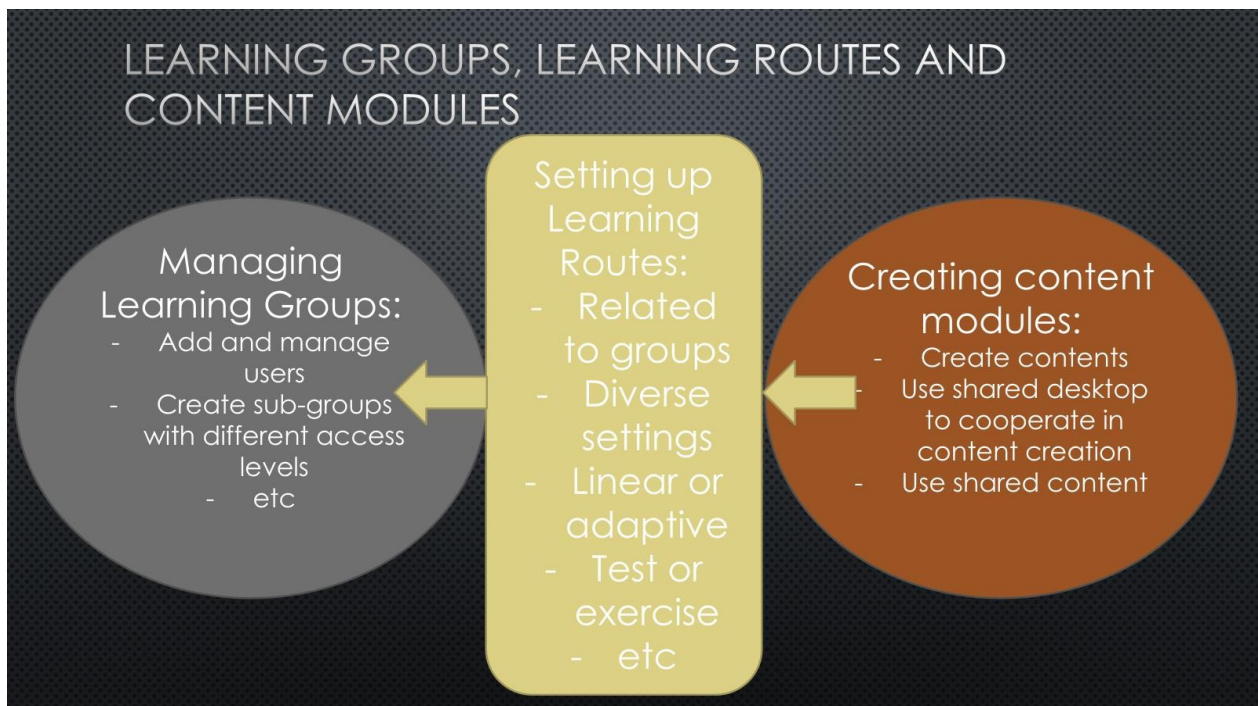 LEARNING GROUPS, LEARNING ROUTES AND
CONTENT MODULES
Managing
Learning Groups:
- Add and manage
users
- Create sub-groups
with different access
levels
- etc
Setting up
Learning
Routes:
- Related
to groups
- Diverse
settings
- Linear or
adaptive
- Test or
exercise
- etc
Creating content
modules:
- Create contents
- Use shared desktop
to cooperate in
content creation
- Use shared content